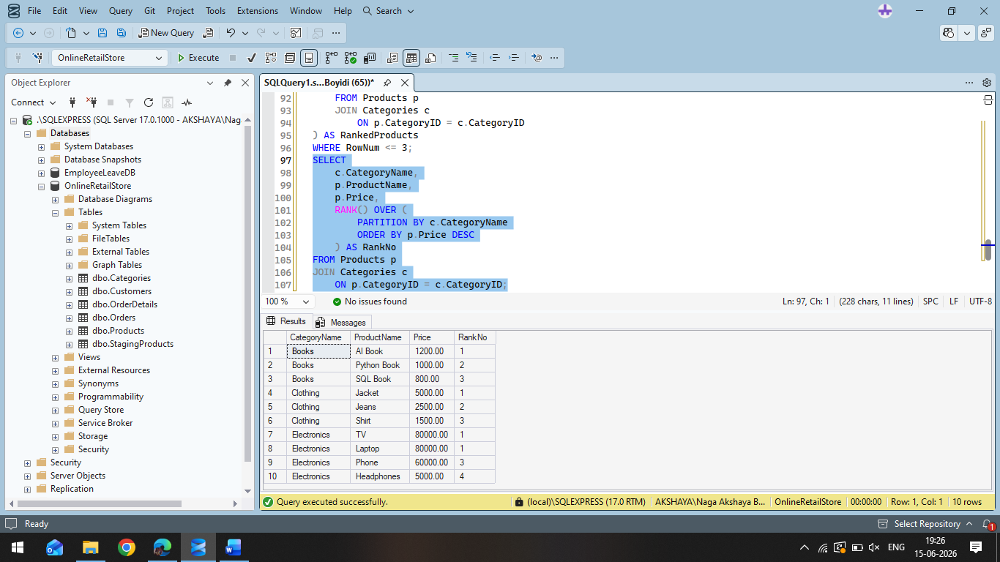 File Edit View Query Git Project Tools Extensions Window Help Search
New Query
OnlineRetailStore Execute
Object Explorer
Connect
.\SQLEXPRESS (SQL Server 17.0.1000 - AKSHAYA\Nag
Databases
System Databases
Database Snapshots
EmployeeLeaveDB
OnlineRetailStore
Database Diagrams
Tables
System Tables
FileTables
External Tables
Graph Tables
dbo.Categories
dbo.Customers
dbo.OrderDetails
dbo.Orders
dbo.Products
dbo.StagingProducts
Views
External Resources
Synonyms
Programmability
Query Store
Service Broker
Storage
Security
Security
Server Objects
Replication
SQLQuery1.s...Boyidi (65))*
92 FROM Products p
93 JOIN Categories c
94 ON p.CategoryID = c.CategoryID
95 ) AS RankedProducts
96 WHERE RowNum <= 3;
97 SELECT
98 c.CategoryName,
99 p.ProductName,
100 p.Price,
101 RANK() OVER (
102 PARTITION BY c.CategoryName
103 ORDER BY p.Price DESC
104 ) AS RankNo
105 FROM Products p
106 JOIN Categories c
107 ON p.CategoryID = c.CategoryID;
100 % No issues found Ln: 97, Ch: 1 (228 chars, 11 lines) SPC LF UTF-8
Results Messages
CategoryName ProductName Price RankNo
1 Books AI Book 1200.00 1
2 Books Python Book 1000.00 2
3 Books SQL Book 800.00 3
4 Clothing Jacket 5000.00 1
5 Clothing Jeans 2500.00 2
6 Clothing Shirt 1500.00 3
7 Electronics TV 80000.00 1
8 Electronics Laptop 80000.00 1
9 Electronics Phone 60000.00 3
10 Electronics Headphones 5000.00 4
Query executed successfully. (local)\SQLEXPRESS (17.0 RTM) AKSHAYA\Naga Akshaya B... OnlineRetailStore 00:00:00 Row: 1, Col: 1 10 rows
Ready Select Repository 1
ENG 19:26
15-06-2026